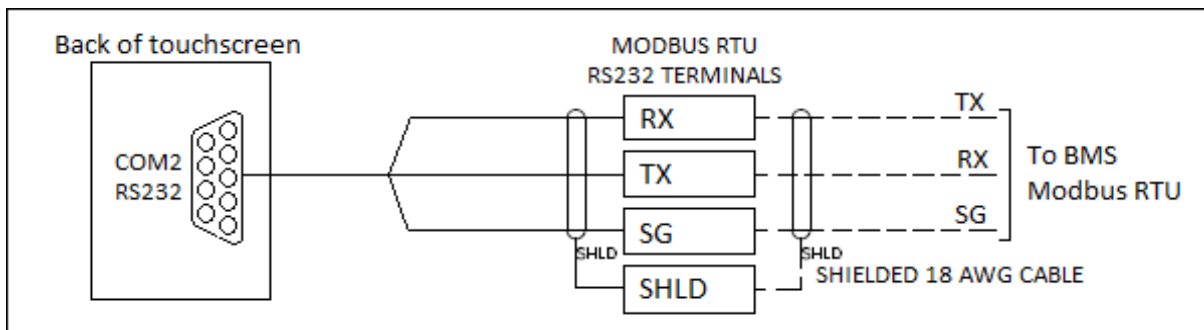 Back of touchscreen
COM2
RS232
MODBUS RTU
RS232 TERMINALS
RX
TX
SG
SHLD
SHLD
SHLD
TX
RX
SG
To BMS
Modbus RTU
SHIELDED 18 AWG CABLE